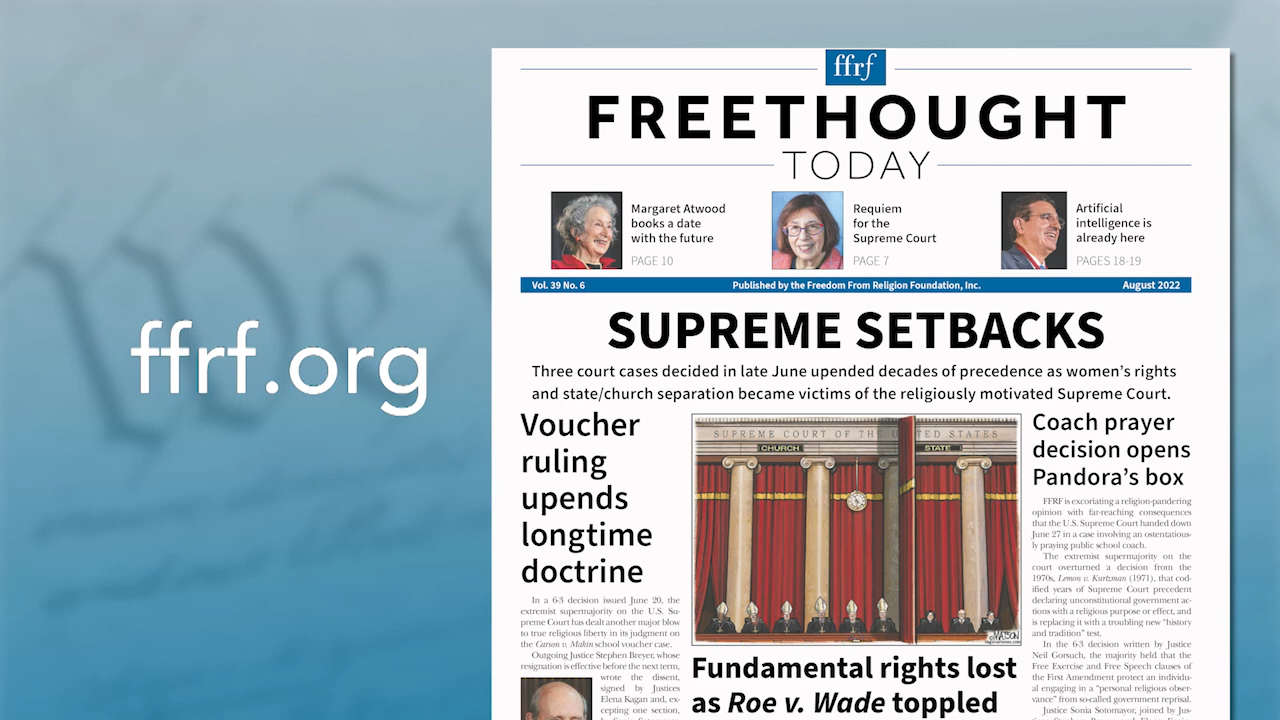 We the
ffrf.org
ffrf
FREETHOUGHT
TODAY
Margaret Atwood
books a date
with the future
PAGE 10
Requiem
for the
Supreme Court
PAGE 7
Artificial
intelligence is
already here
PAGES 18-19
Vol. 39 No. 6
Published by the Freedom From Religion Foundation, Inc.
August 2022
SUPREME SETBACKS
Three court cases decided in late June upended decades of precedence as women's rights
and state/church separation became victims of the religiously motivated Supreme Court.
Voucher
ruling
upends
longtime
doctrine
In a 6-3 decision issued June 20, the
extremist supermajority on the U.S. Su-
preme Court has dealt another major blow
to true religious liberty in its judgment on
the Carson v. Makin school voucher case.
Outgoing Justice Stephen Breyer, whose
resignation is effective before the next term,
wrote the dissent,
signed by Justices
Elena Kagan and, ex-
cepting one section,
SUPREME COURT OF THE UNITED STATES
CHURCH
STATE
MATSON
Fundamental rights lost
as Roe v. Wade toppled
Coach prayer
decision opens
Pandora's box
FFRF is excoriating a religion-pandering
opinion with far-reaching consequences
that the U.S. Supreme Court handed down
June 27 in a case involving an ostentatious-
ly praying public school coach.
The extremist supermajority on the
court overturned a decision from the
1970s, Lemon v. Kurtzman (1971), that cod-
ified years of Supreme Court precedent
declaring unconstitutional government ac-
tions with a religious purpose or effect, and
is replacing it with a troubling new "history
and tradition" test.
In the 6-3 decision written by Justice
Neil Gorsuch, the majority held that the
Free Exercise and Free Speech clauses of
the First Amendment protect an individu-
al engaging in a "personal religious obser-
vance" from so-called government reprisal.
Justice Sonia Sotomayor, joined by Jus-